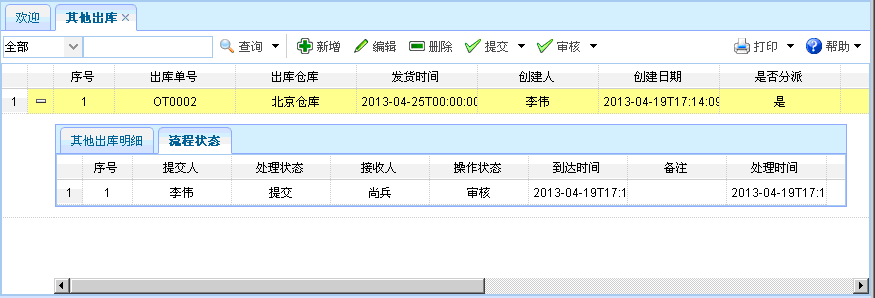 欢迎 其他出库
全部 查询 新增 编辑 删除 提交 审核 打印 帮助
序号 出库单号 出库仓库 发货时间 创建人 创建日期 是否分派
1 1 OT0002 北京仓库 2013-04-25T00:00:00 李伟 2013-04-19T17:14:09 是
其他出库明细 流程状态
序号 提交人 处理状态 接收人 操作状态 到达时间 备注 处理时间
1 1 李伟 提交 尚兵 审核 2013-04-19T17:1 2013-04-19T17:1